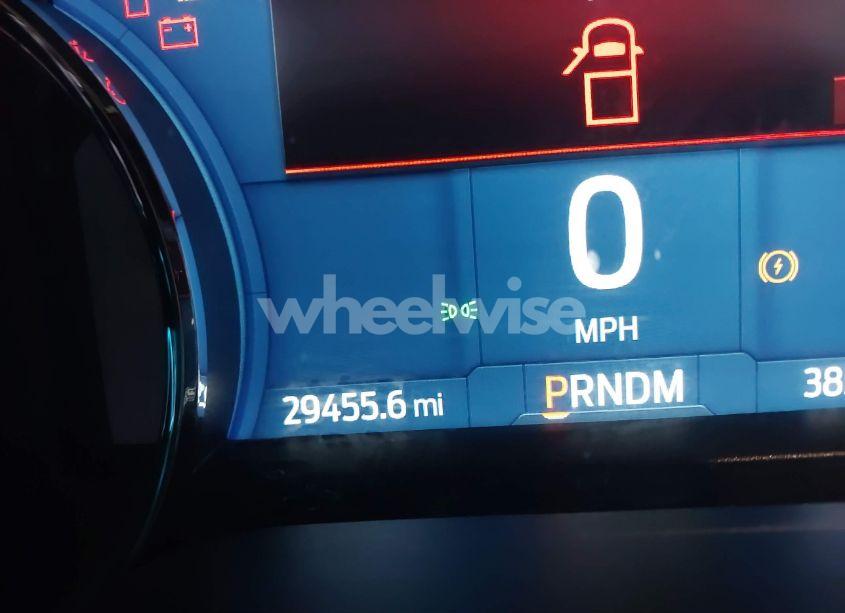 0
wheelwise
MPH
PRNDM
29455.6 mi